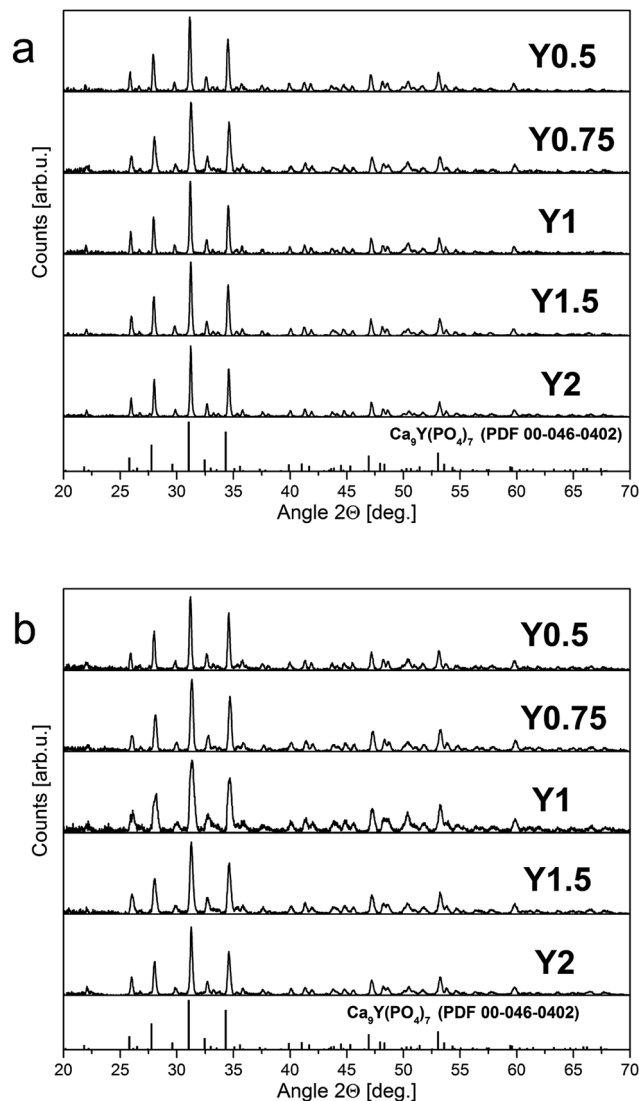 a
Y0.5
Y0.75
Y1
Y1.5
Y2
Ca₉Y(PO₄)₇ (PDF 00-046-0402)
Counts [arb.u.]
20 25 30 35 40 45 50 55 60 65 70
Angle 2Θ [deg.]
b
Y0.5
Y0.75
Y1
Y1.5
Y2
Ca₉Y(PO₄)₇ (PDF 00-046-0402)
Counts [arb.u.]
20 25 30 35 40 45 50 55 60 65 70
Angle 2Θ [deg.]